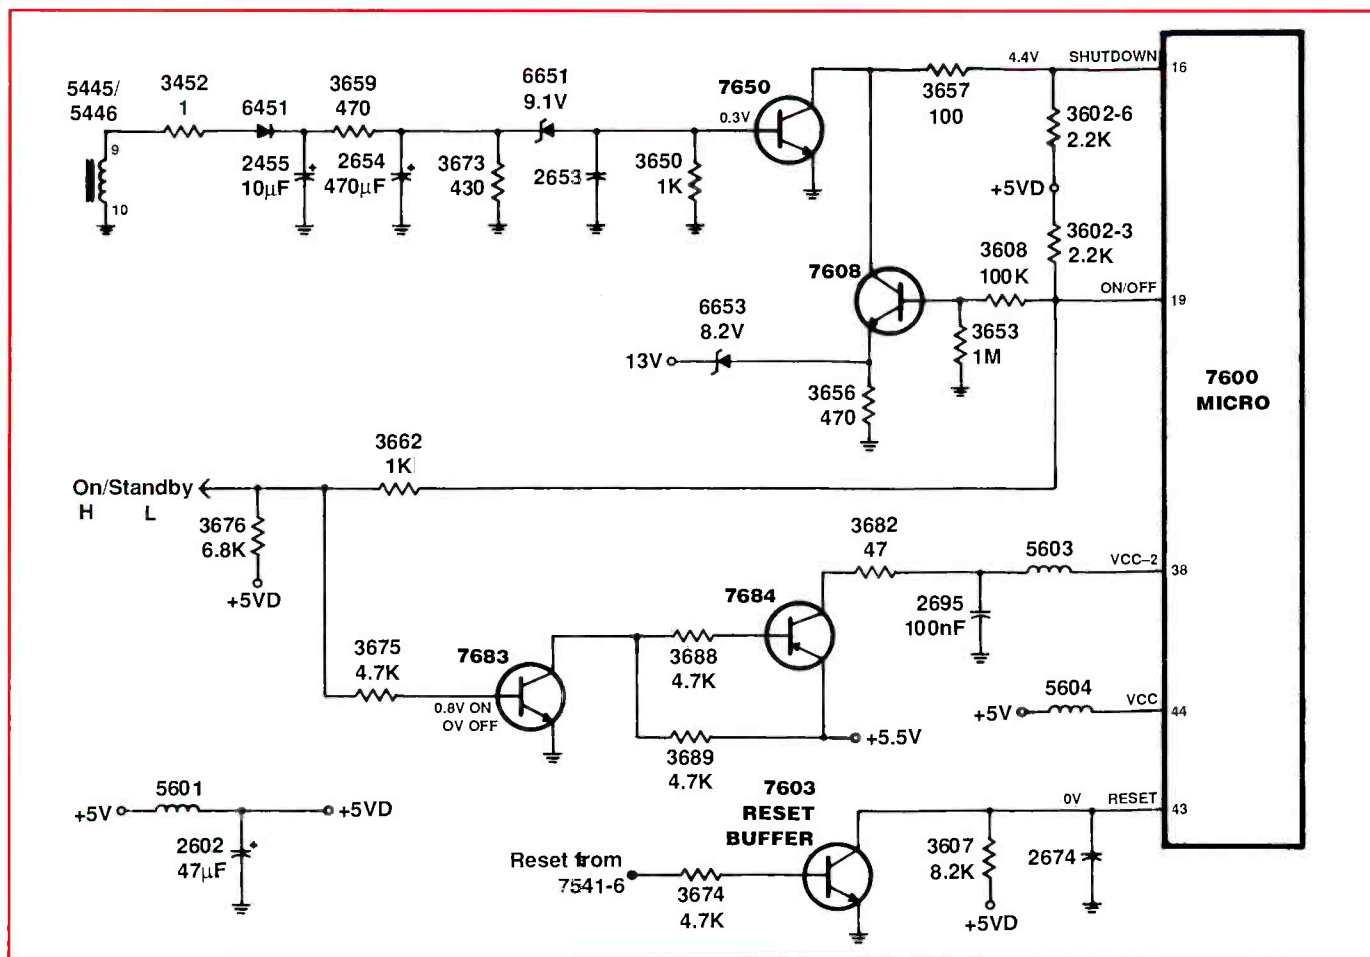 5445/
5446
9
10
3452
1
6451
2455
10µF
3659
470
2654
470µF
3673
430
6651
9.1V
2653
3650
1K
7650
0.3V
3657
100
4.4V
SHUTDOWN
16
3602-6
2.2K
+5VD
3602-3
2.2K
3608
100K
ON/OFF
19
7608
3653
1M
6653
8.2V
13V
3656
470
7600
MICRO
3662
1K
On/Standby
H L
3676
6.8K
+5VD
3682
47
5603
VCC-2
38
2695
100nF
7684
3675
4.7K
7683
0.8V ON
OV OFF
3688
4.7K
3689
4.7K
+5.5V
+5V
5604
VCC
44
+5V
5601
+5VD
2602
47µF
7603
RESET
BUFFER
0V
RESET
43
3607
8.2K
+5VD
2674
Reset from
7541-6
3674
4.7K